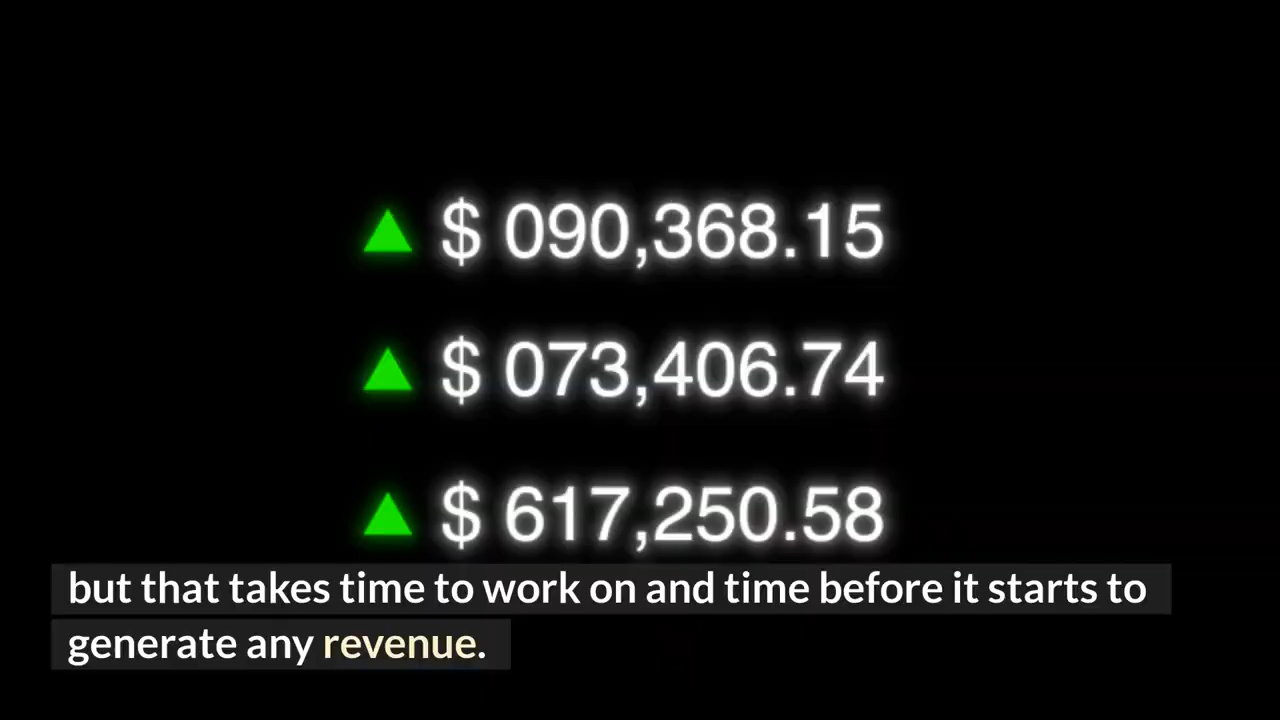 $ 090,368.15
$ 073,406.74
$ 617,250.58
but that takes time to work on and time before it starts to
generate any revenue.